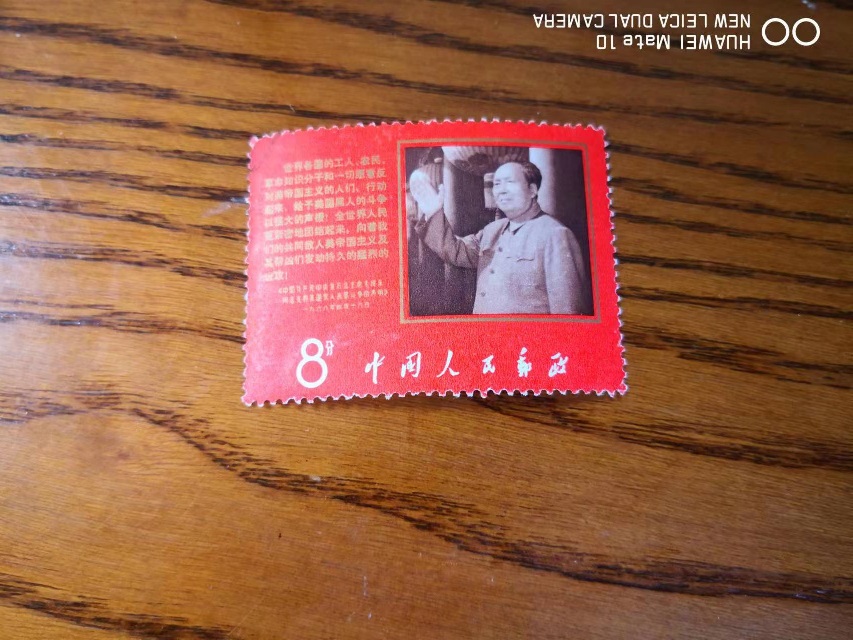 HUAWEI Mate 10
NEW LEICA DUAL CAMERA
世界各国的工人、农民、
革命知识分子和一切愿意反
对美帝国主义的人们，行动
起来，给予美国黑人的斗争
以强大的声援！全世界人民
更紧密地团结起来，向着我
们的共同敌人美帝国主义及
其帮凶们发动持久的猛烈的
进攻！
8分
中国人民邮政